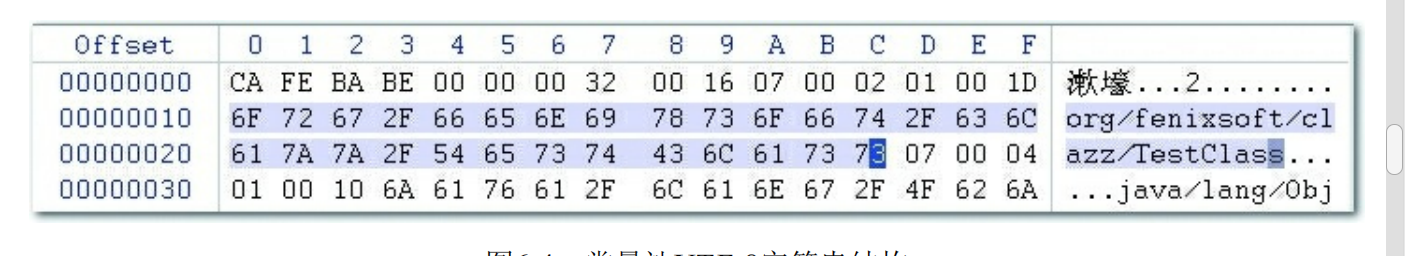 Offset 0 1 2 3 4 5 6 7 8 9 A B C D E F
00000000 CA FE BA BE 00 00 00 32 00 16 07 00 02 01 00 1D 漱壕...2........
00000010 6F 72 67 2F 66 65 6E 69 78 73 6F 66 74 2F 63 6C org/fenixsoft/cl
00000020 61 7A 7A 2F 54 65 73 74 43 6C 61 73 73 07 00 04 azz/TestClass...
00000030 01 00 10 6A 61 76 61 2F 6C 61 6E 67 2F 4F 62 6A ...java/lang/Obj